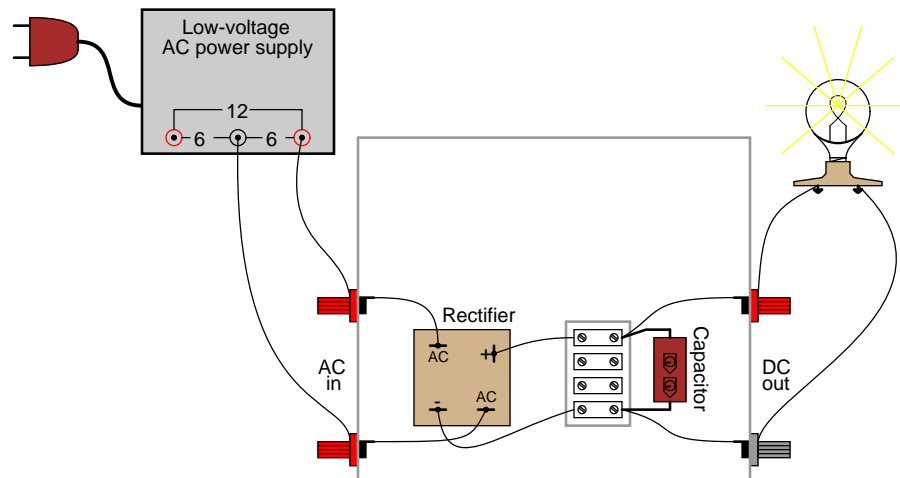 Low-voltage
AC power supply
12
6 6
Rectifier
AC
+
-
AC
AC
in
Capacitor
DC
out